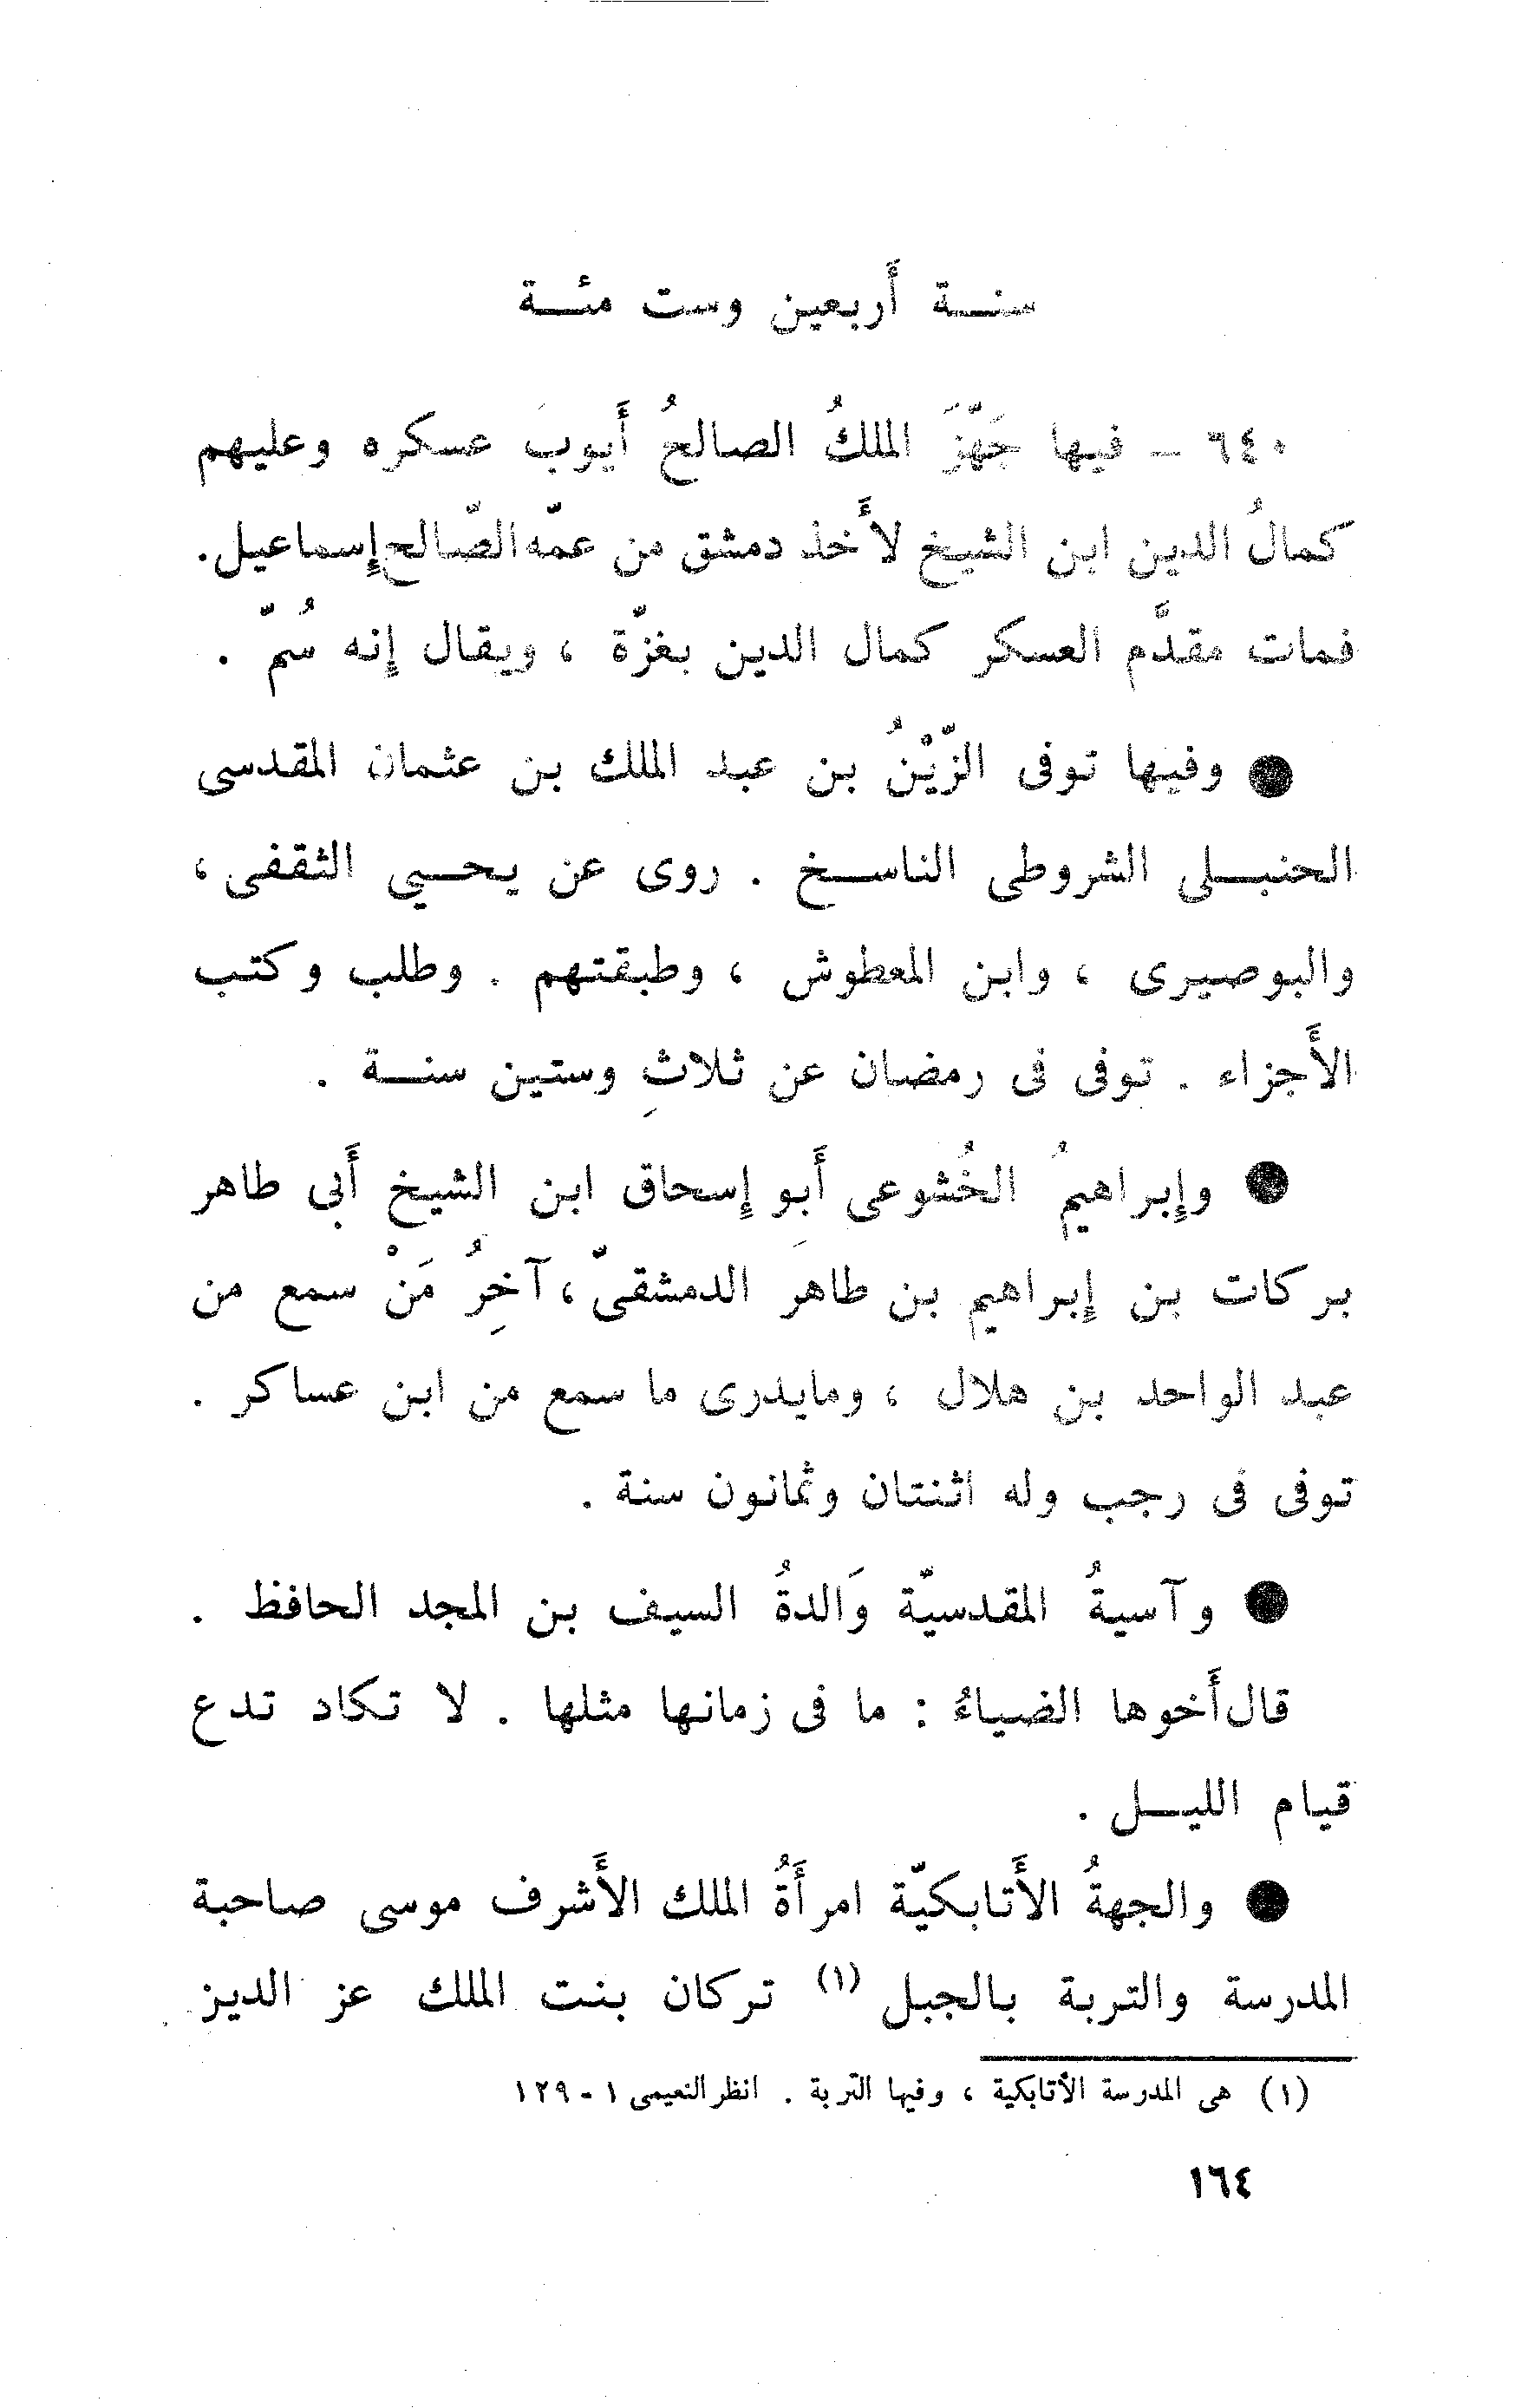 سنة أربعين وست مئة
٦٤٠ – فيها جَهّزَ الملكُ الصالحُ أيوبَ عسكره وعليهم
كمالُ الدين ابن الشيخ لأخذ دمشق من عمّه الصّالح إسماعيل.
فمات مقدَّم العسكر كمال الدين بغزّة ، ويقال إنه سُمّ .
● وفيها توفى الزّيْنُ بن عبد الملك بن عثمان المقدسى
الحنبلى الشروطى الناسخ . روى عن يحيي الثقفى ،
والبوصيرى ، وابن المعطوش ، وطبقتهم . وطلب وكتب
الأجزاء . توفى فى رمضان عن ثلاثِ وستين سنة .
● وإبراهيمُ الخُشوعى أبو إسحاق ابن الشيخ أبى طاهر
بركات بن إبراهيم بن طاهَر الدمشقىّ ، آخِرُ مَنْ سمع من
عبد الواحد بن هلال ، ومايدرى ما سمع من ابن عساكر .
توفى فى رجب وله اثنتان وثمانون سنة .
● وآسيةُ المقدسيّة وَالدةُ السيف بن المجد الحافظ .
قال أخوها الضياءُ : ما فى زمانها مثلها . لا تكاد تدع
قيام الليل .
● والجهةُ الأتابكيّة امرأةُ الملك الأشرف موسى صاحبة
المدرسة والتربة بالجبل (١) تركان بنت الملك عز الدين
(١) هى المدرسة الأتابكية ، وفيها التربة . انظر النعيمى ١ - ١٢٩
١٦٤